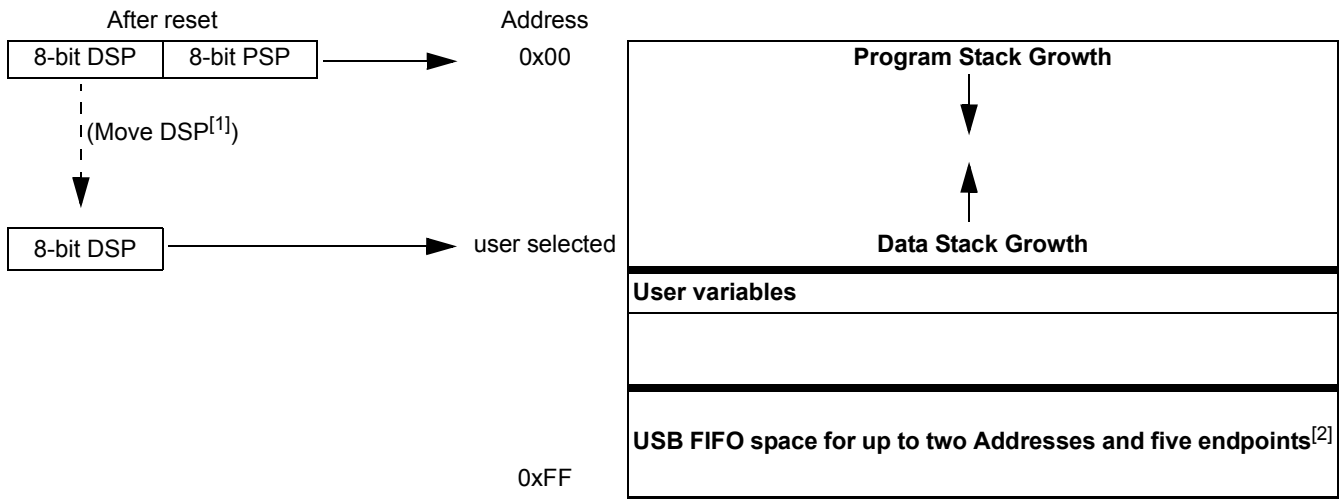 After reset
Address
8-bit DSP 8-bit PSP
0x00
Program Stack Growth
(Move DSP[1])
8-bit DSP
user selected
Data Stack Growth
User variables
USB FIFO space for up to two Addresses and five endpoints[2]
0xFF